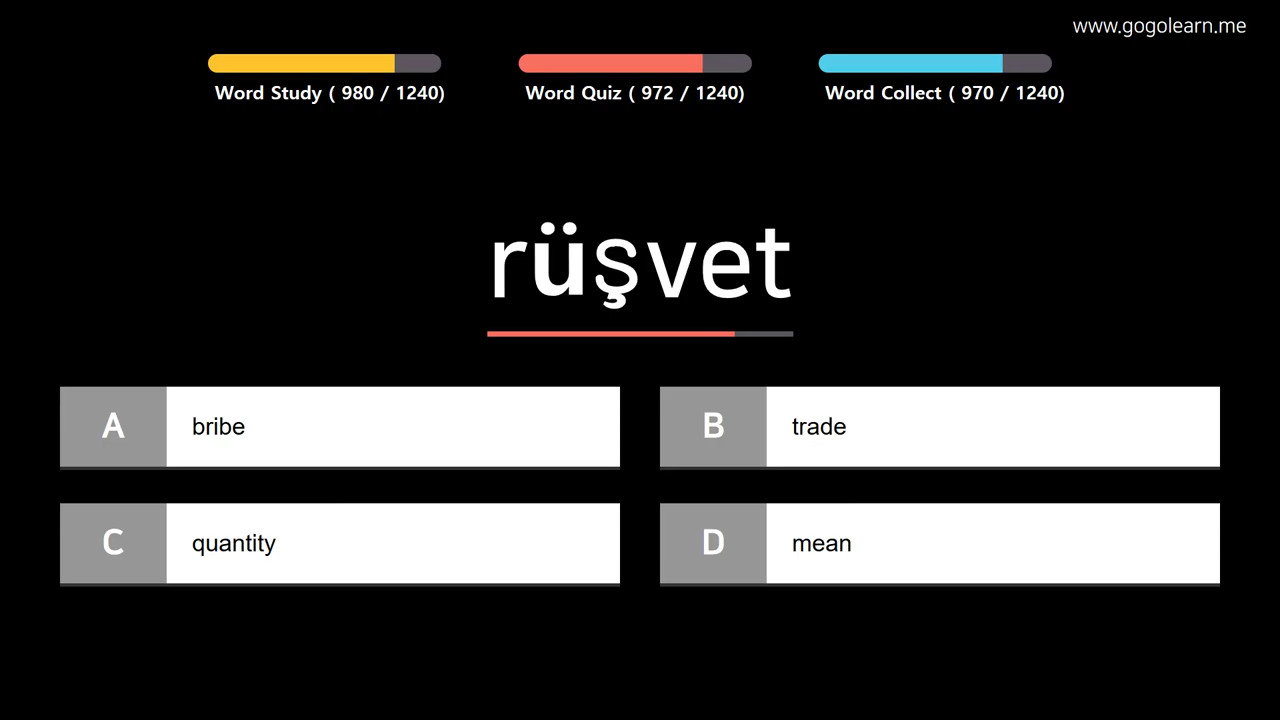 www.gogolearn.me
Word Study ( 980 / 1240)
Word Quiz ( 972 / 1240)
Word Collect ( 970 / 1240)
rüşvet
A bribe
B trade
C quantity
D mean